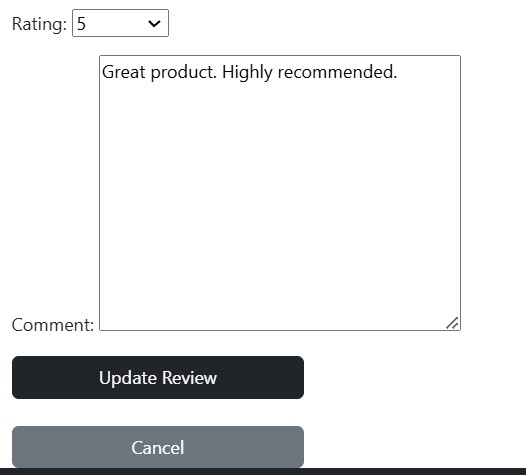 Rating: 5
Great product. Highly recommended.
Comment:
Update Review
Cancel